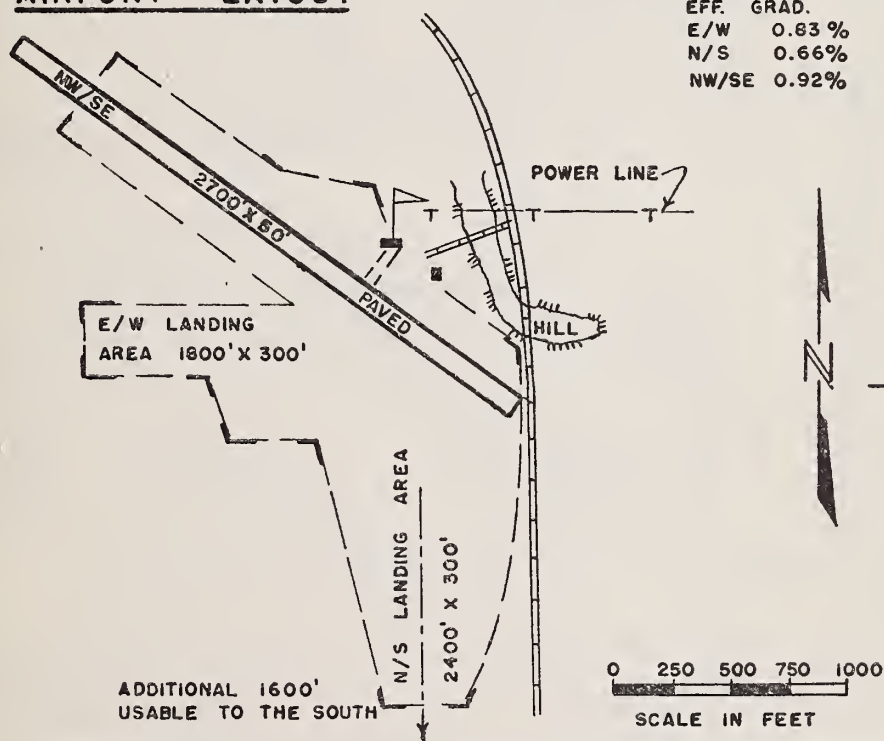 AIRPORT LAYOUT
EFF. GRAD.
E/W 0.83%
N/S 0.66%
NW/SE 0.92%
NW/SE
2700' X 50'
PAVED
POWER LINE
T T T
HILL
E/W LANDING
AREA 1800' X 300'
N
N/S LANDING AREA
2400' X 300'
ADDITIONAL 1600'
USABLE TO THE SOUTH
0 250 500 750 1000
SCALE IN FEET